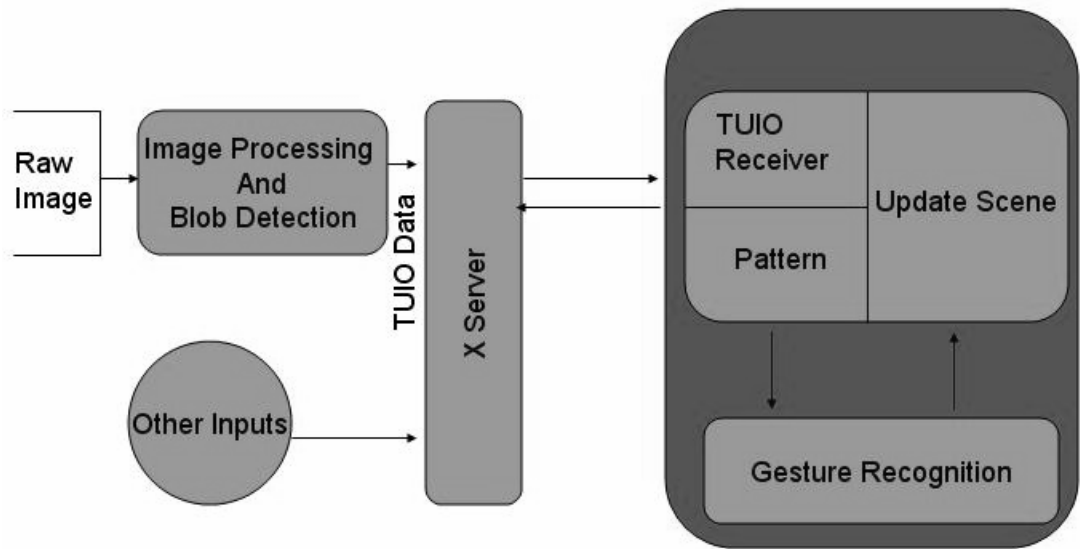 Raw
Image
Image Processing
And
Blob Detection
TUIO Data
X Server
Other Inputs
TUIO
Receiver
Pattern
Update Scene
Gesture Recognition